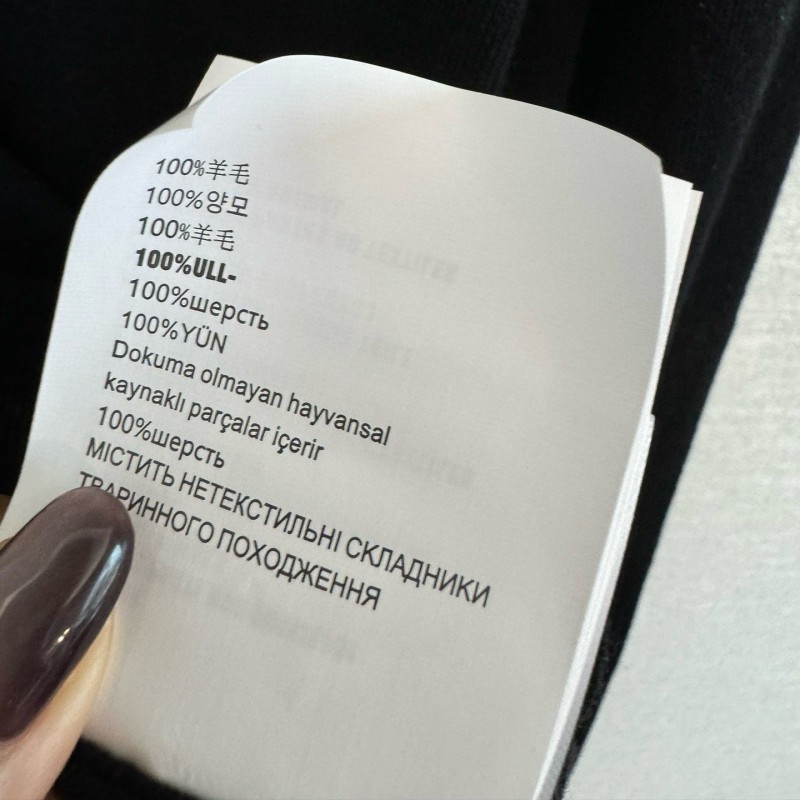 100%羊毛
100%양모
100%羊毛
100%ULL-
100%шерсть
100%YÜN
Dokuma olmayan hayvansal
kaynaklı parçalar içerir
100%шерсть
МІСТИТЬ НЕТЕКСТИЛЬНІ СКЛАДНИКИ
ТВАРИННОГО ПОХОДЖЕННЯ